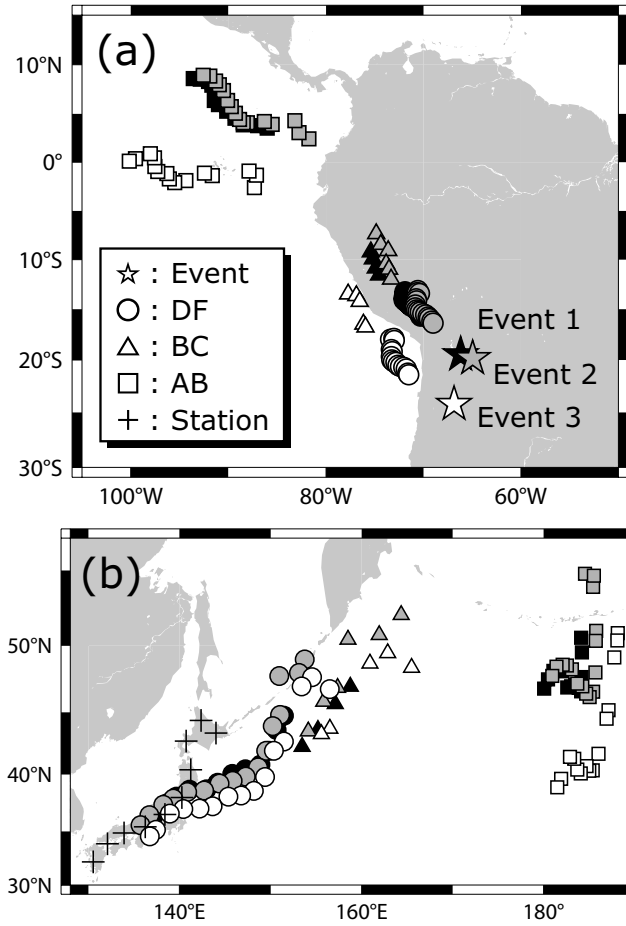 (a)
10°N
0°
10°S
20°S
30°S
☆ : Event
○ : DF
△ : BC
□ : AB
+ : Station
Event 1
Event 2
Event 3
100°W
80°W
60°W
(b)
50°N
40°N
30°N
140°E
160°E
180°